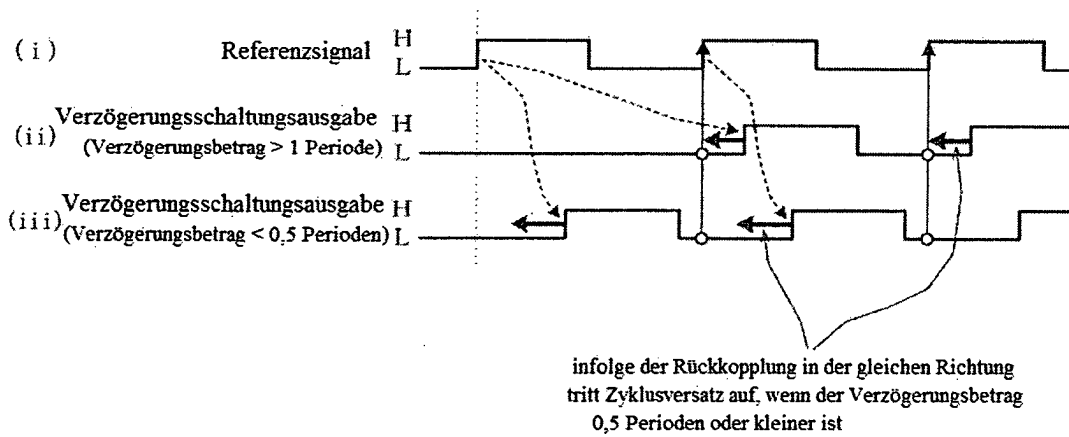 (i) Referenzsignal H
L
Verzögerungsschaltungsausgabe H
(ii) (Verzögerungsbetrag > 1 Periode) L
Verzögerungsschaltungsausgabe H
(iii) (Verzögerungsbetrag < 0,5 Perioden) L
infolge der Rückkopplung in der gleichen Richtung
tritt Zyklusversatz auf, wenn der Verzögerungsbetrag
0,5 Perioden oder kleiner ist